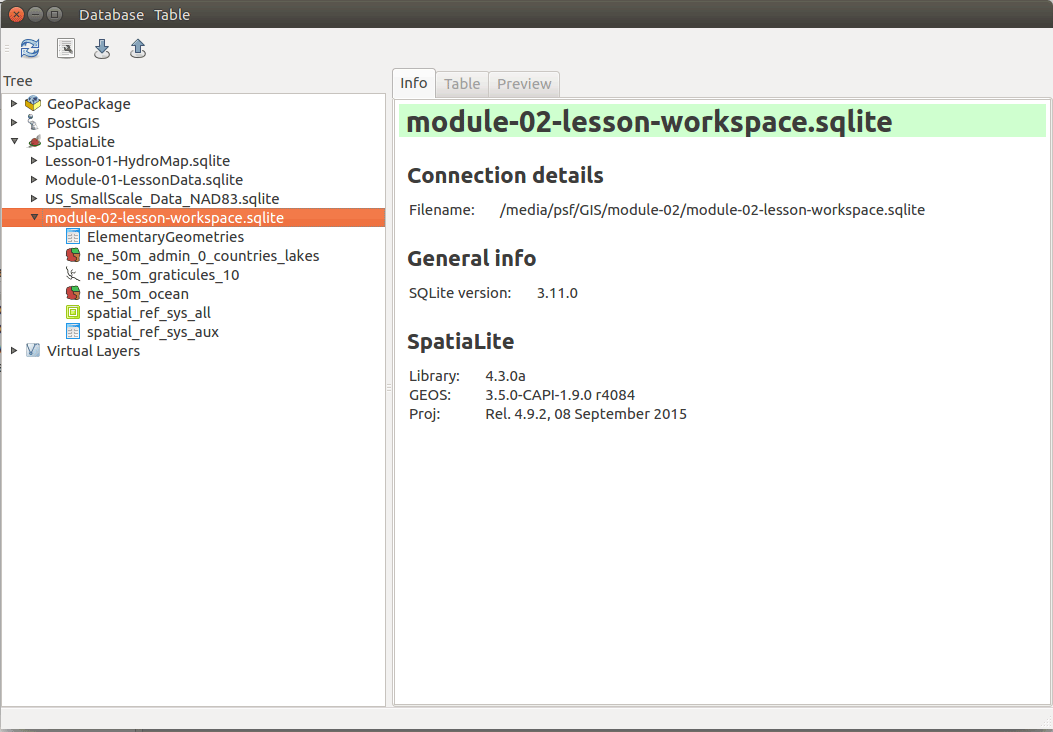 Database Table
Tree
GeoPackage
PostGIS
SpatiaLite
Lesson-01-HydroMap.sqlite
Module-01-LessonData.sqlite
US_SmallScale_Data_NAD83.sqlite
module-02-lesson-workspace.sqlite
ElementaryGeometries
ne_50m_admin_0_countries_lakes
ne_50m_graticules_10
ne_50m_ocean
spatial_ref_sys_all
spatial_ref_sys_aux
Virtual Layers
Info Table Preview
module-02-lesson-workspace.sqlite
Connection details
Filename: /media/psf/GIS/module-02/module-02-lesson-workspace.sqlite
General info
SQLite version: 3.11.0
SpatiaLite
Library: 4.3.0a
GEOS: 3.5.0-CAPI-1.9.0 r4084
Proj: Rel. 4.9.2, 08 September 2015